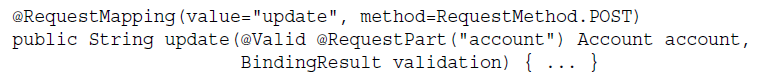 @RequestMapping(value="update", method=RequestMethod.POST)
public String update(@Valid @RequestPart("account") Account account,
                     BindingResult validation) { ... }